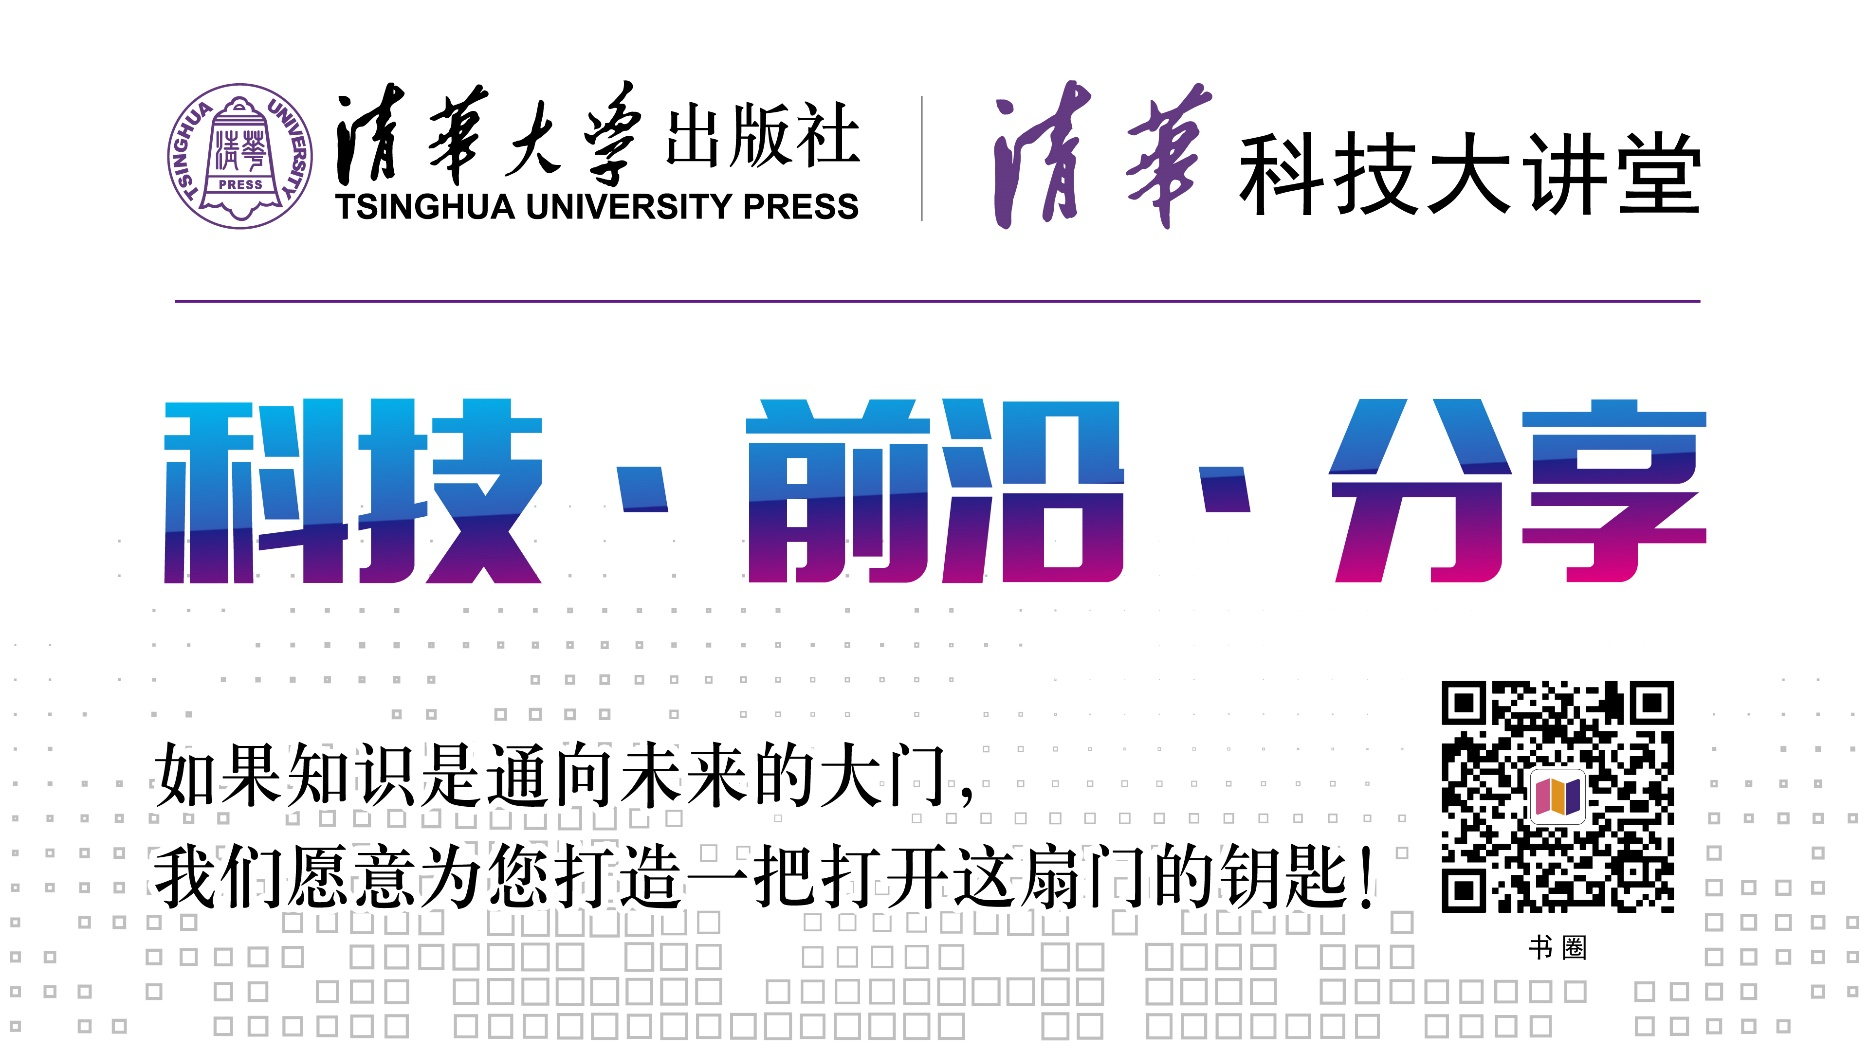 TSINGHUA UNIVERSITY
清華
PRESS
清華大学出版社
TSINGHUA UNIVERSITY PRESS
清華科技大讲堂
科技·前沿·分享
如果知识是通向未来的大门，
我们愿意为您打造一把打开这扇门的钥匙！
书圈